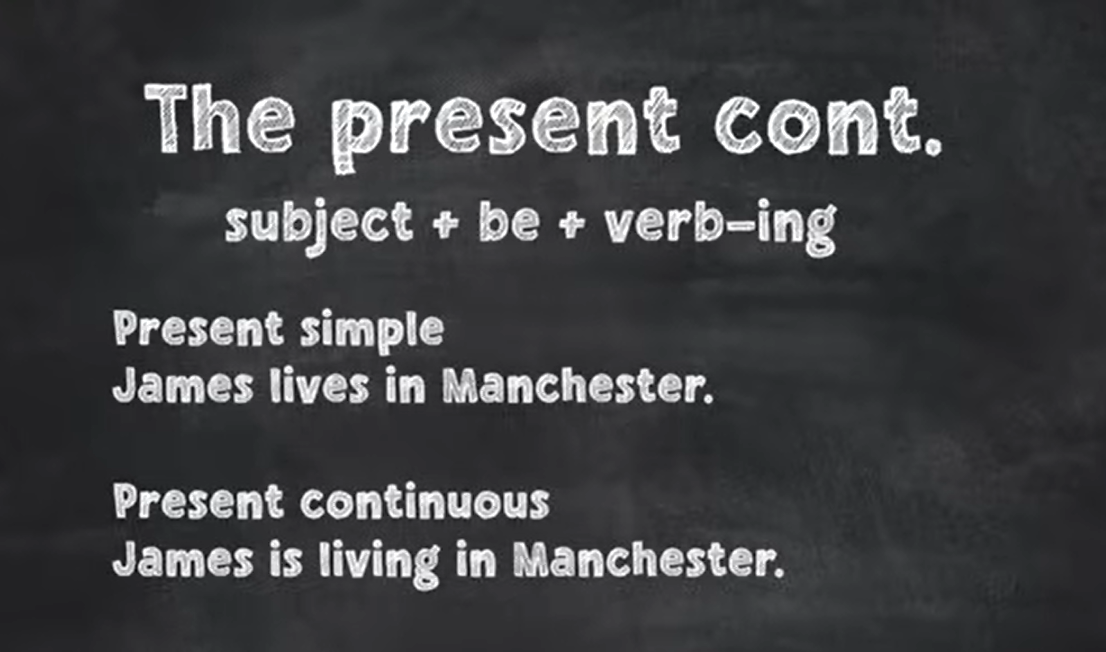 The present cont.
subject + be + verb-ing
Present simple
James lives in Manchester.
Present continuous
James is living in Manchester.